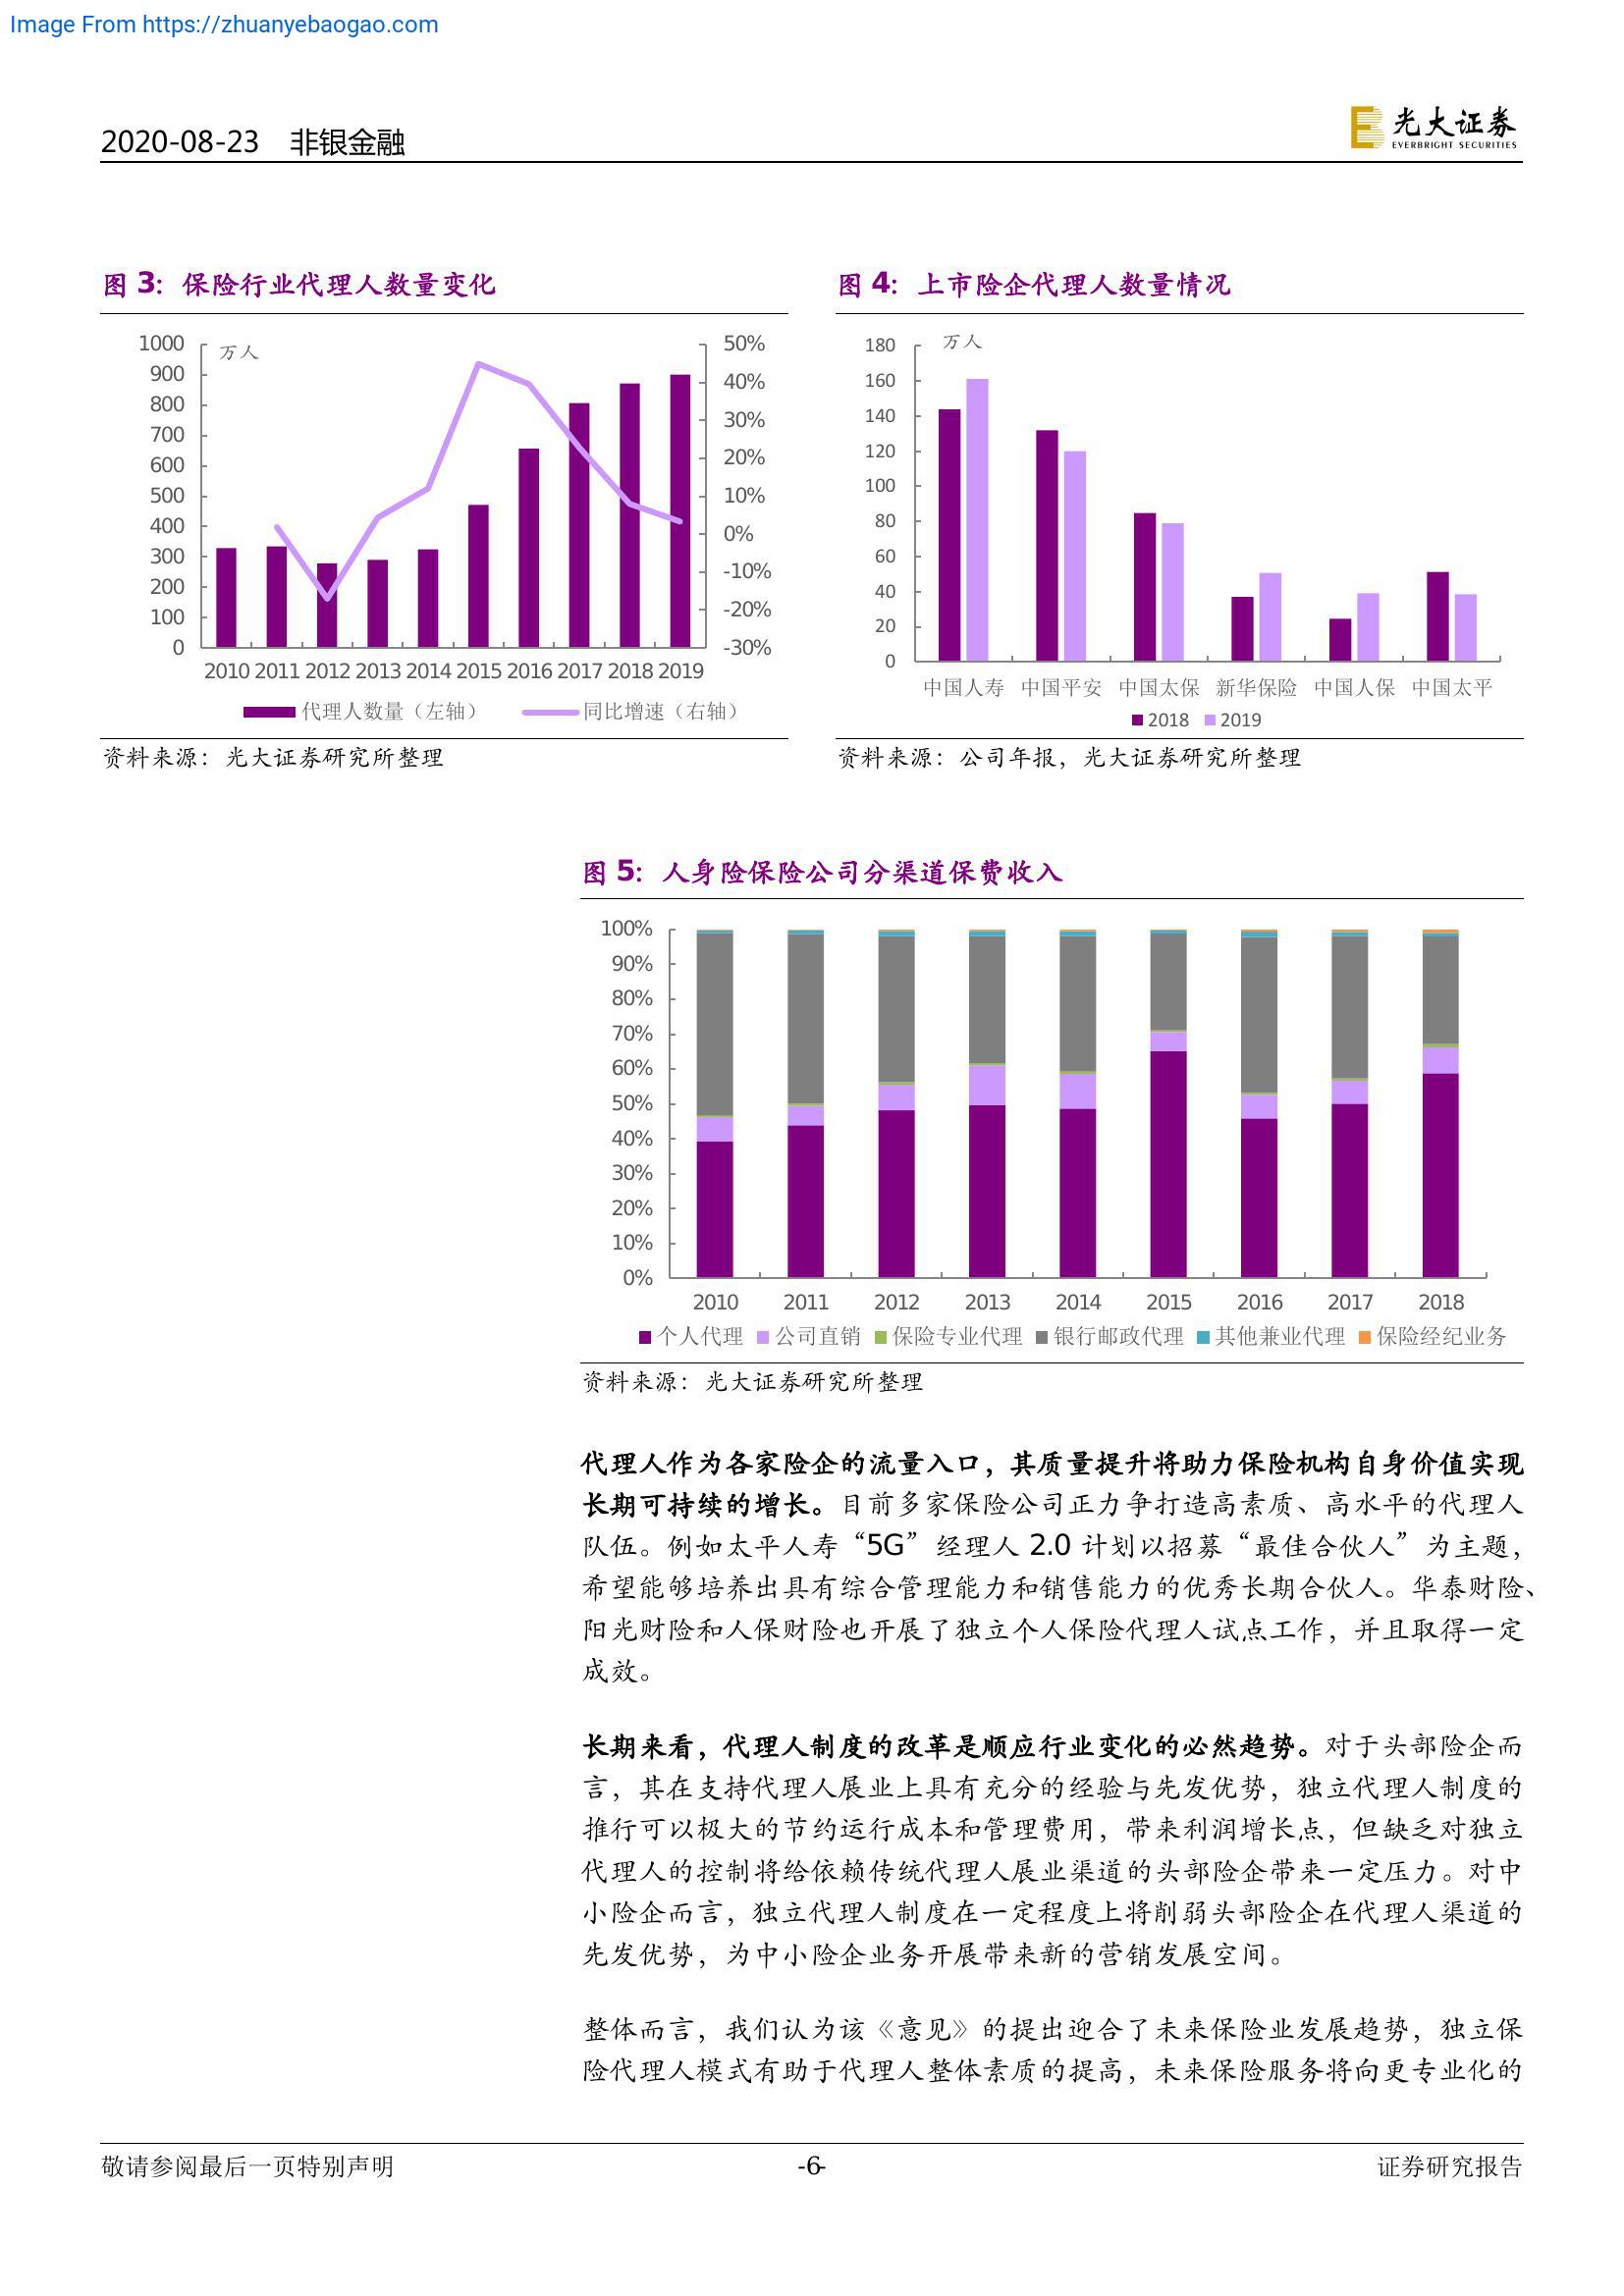 Image From https://zhuanyebaogao.com
2020-08-23 非银金融
光大证券
EVERBRIGHT SECURITIES
图 3：保险行业代理人数量变化
1000
900
800
700
600
500
400
300
200
100
0
万人
50%
40%
30%
20%
10%
0%
-10%
-20%
-30%
2010 2011 2012 2013 2014 2015 2016 2017 2018 2019
代理人数量（左轴） 同比增速（右轴）
资料来源：光大证券研究所整理
图 4：上市险企代理人数量情况
180
160
140
120
100
80
60
40
20
0
万人
中国人寿 中国平安 中国太保 新华保险 中国人保 中国太平
2018 2019
资料来源：公司年报，光大证券研究所整理
图 5：人身险保险公司分渠道保费收入
100%
90%
80%
70%
60%
50%
40%
30%
20%
10%
0%
2010 2011 2012 2013 2014 2015 2016 2017 2018
个人代理 公司直销 保险专业代理 银行邮政代理 其他兼业代理 保险经纪业务
资料来源：光大证券研究所整理
代理人作为各家险企的流量入口，其质量提升将助力保险机构自身价值实现
长期可持续的增长。目前多家保险公司正力争打造高素质、高水平的代理人
队伍。例如太平人寿“5G”经理人 2.0 计划以招募“最佳合伙人”为主题，
希望能够培养出具有综合管理能力和销售能力的优秀长期合伙人。华泰财险、
阳光财险和人保财险也开展了独立个人保险代理人试点工作，并且取得一定
成效。
长期来看，代理人制度的改革是顺应行业变化的必然趋势。对于头部险企而
言，其在支持代理人展业上具有充分的经验与先发优势，独立代理人制度的
推行可以极大的节约运行成本和管理费用，带来利润增长点，但缺乏对独立
代理人的控制将给依赖传统代理人展业渠道的头部险企带来一定压力。对中
小险企而言，独立代理人制度在一定程度上将削弱头部险企在代理人渠道的
先发优势，为中小险企业务开展带来新的营销发展空间。
整体而言，我们认为该《意见》的提出迎合了未来保险业发展趋势，独立保
险代理人模式有助于代理人整体素质的提高，未来保险服务将向更专业化的
敬请参阅最后一页特别声明
-6-
证券研究报告